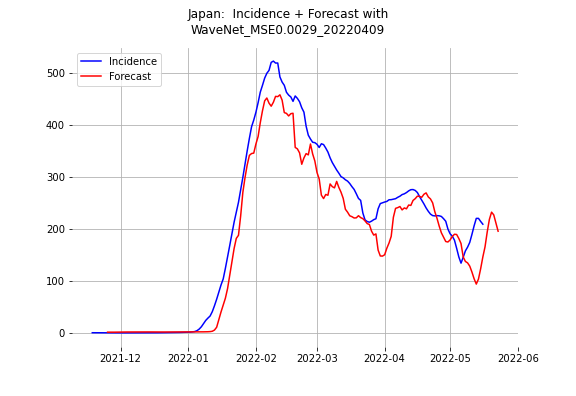 Japan:  Incidence + Forecast with
WaveNet_MSE0.0029_20220409
Incidence
Forecast
500
400
300
200
100
0
2021-12 2022-01 2022-02 2022-03 2022-04 2022-05 2022-06